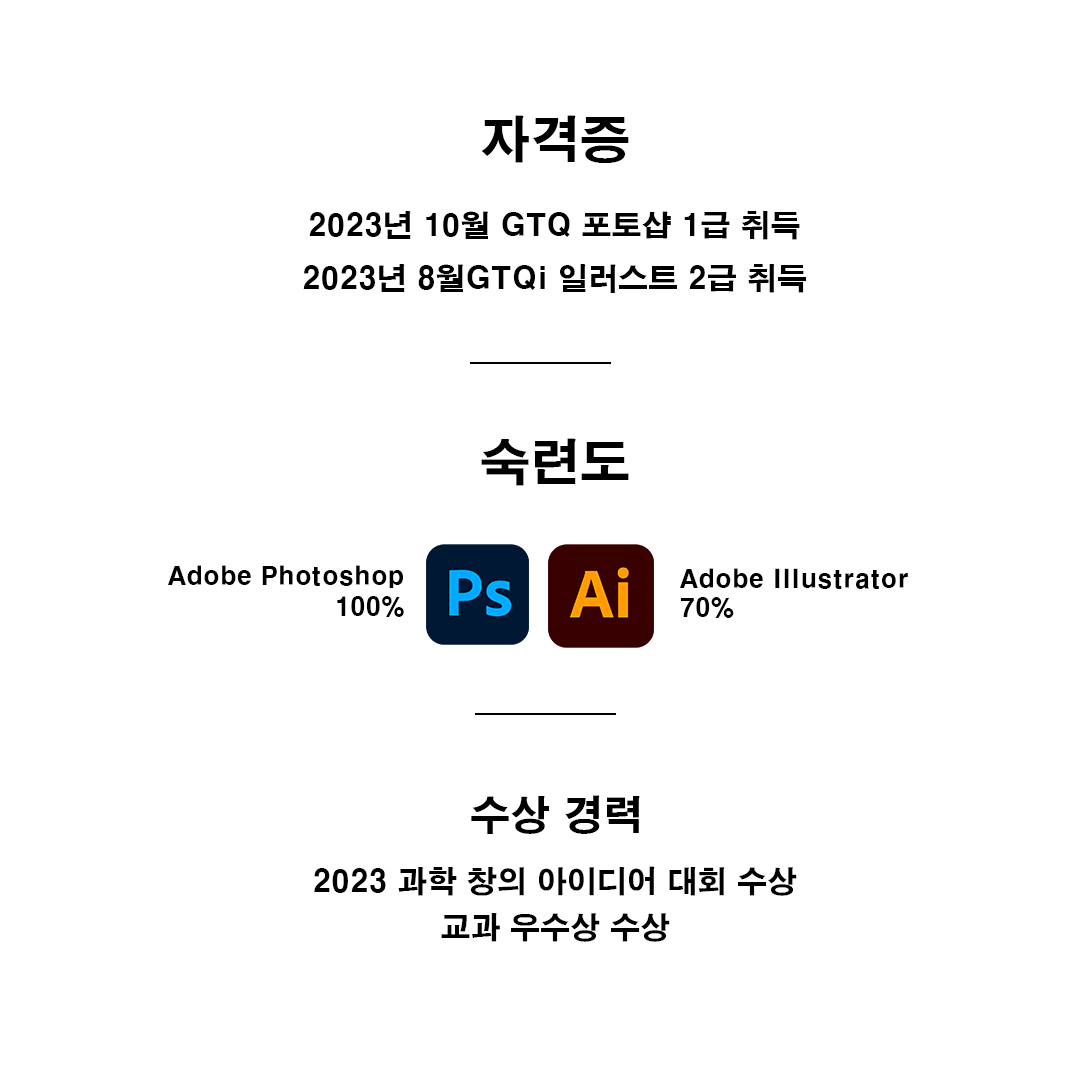 자격증
2023년 10월 GTQ 포토샵 1급 취득
2023년 8월GTQi 일러스트 2급 취득
숙련도
Adobe Photoshop
100%
Ps
Ai
Adobe Illustrator
70%
수상 경력
2023 과학 창의 아이디어 대회 수상
교과 우수상 수상